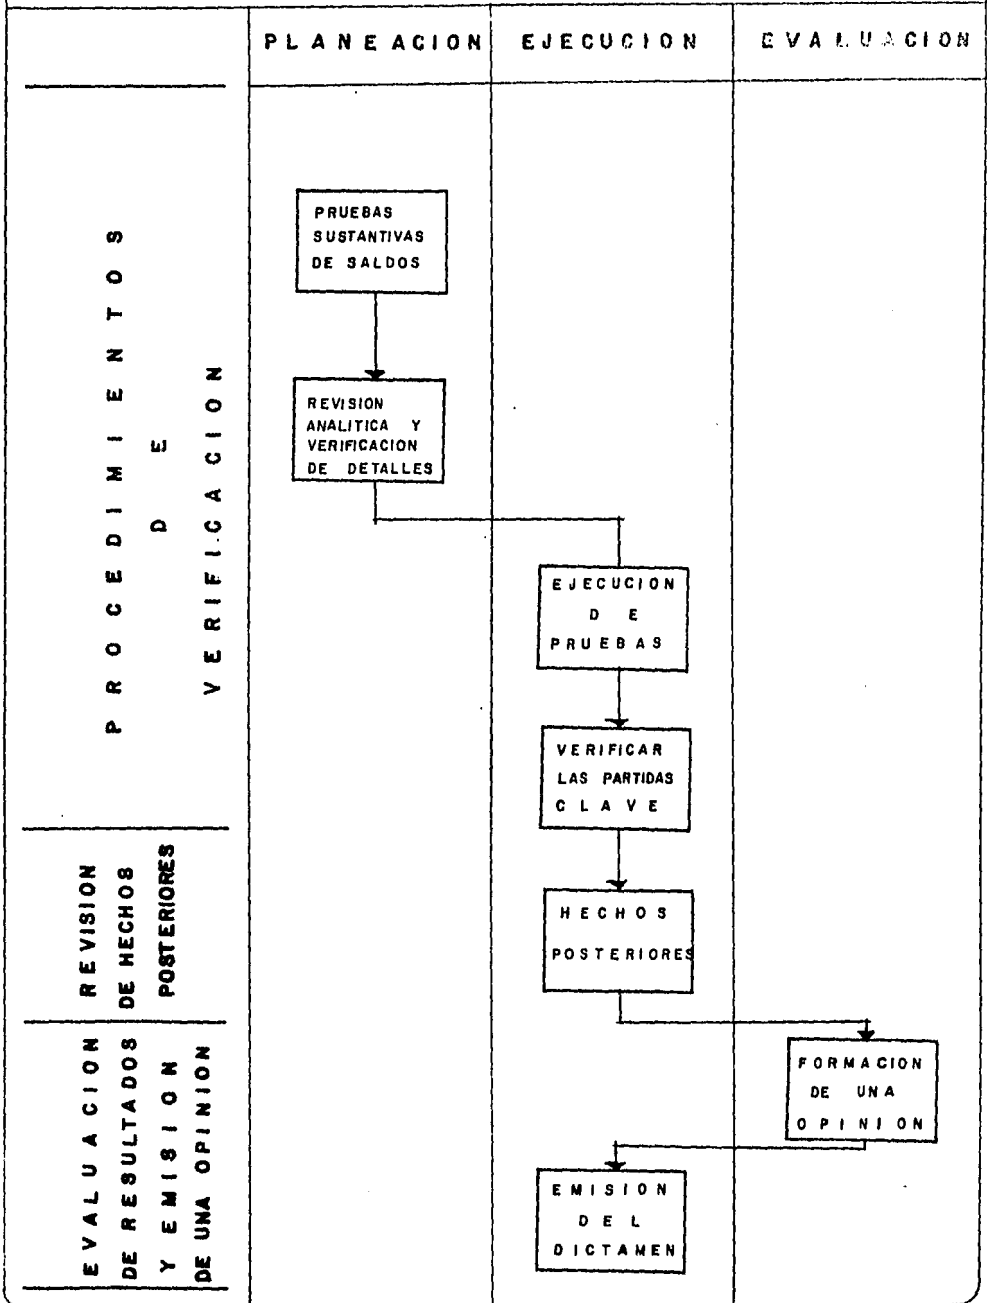 PLANEACION EJECUCION EVALUACION
PROCEDIMIENTOS
DE
VERIFICACION
PRUEBAS
SUSTANTIVAS
DE SALDOS
REVISION
ANALITICA Y
VERIFICACION
DE DETALLES
EJECUCION
DE
PRUEBAS
VERIFICAR
LAS PARTIDAS
CLAVE
REVISION
DE HECHOS
POSTERIORES
HECHOS
POSTERIORES
EVALUACION
DE RESULTADOS
Y EMISION
DE UNA OPINION
FORMACION
DE UNA
OPINION
EMISION
DEL
DICTAMEN